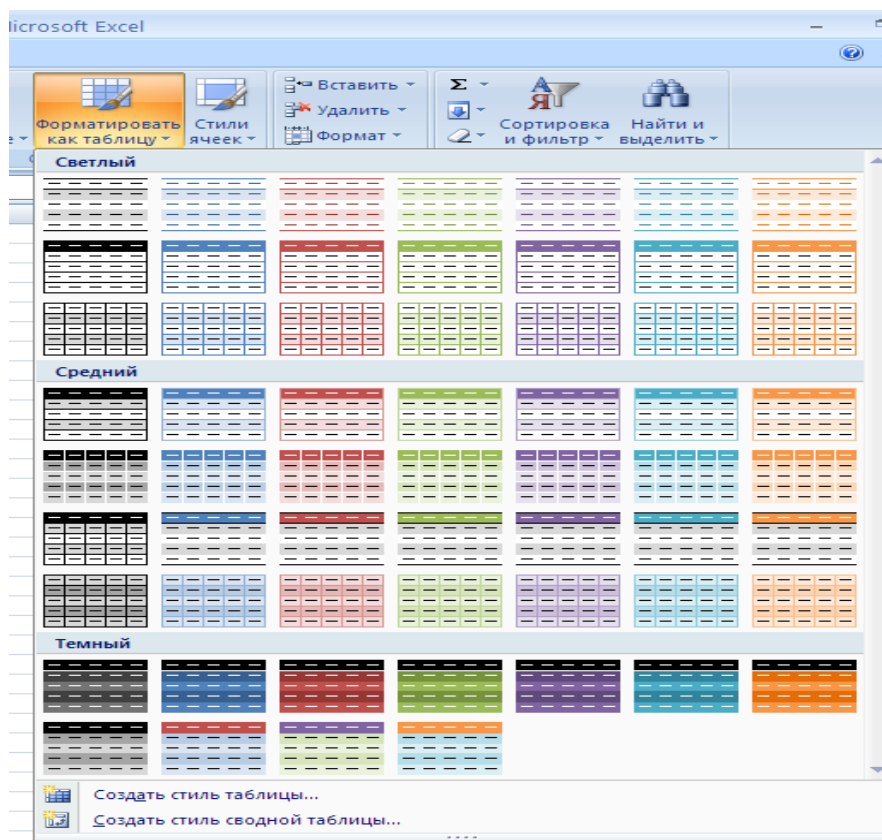 Microsoft Excel
Форматировать как таблицу
Стили ячеек
Вставить
Удалить
Формат
Σ
Сортировка и фильтр
Найти и выделить
Светлый
Средний
Темный
Создать стиль таблицы...
Создать стиль сводной таблицы...